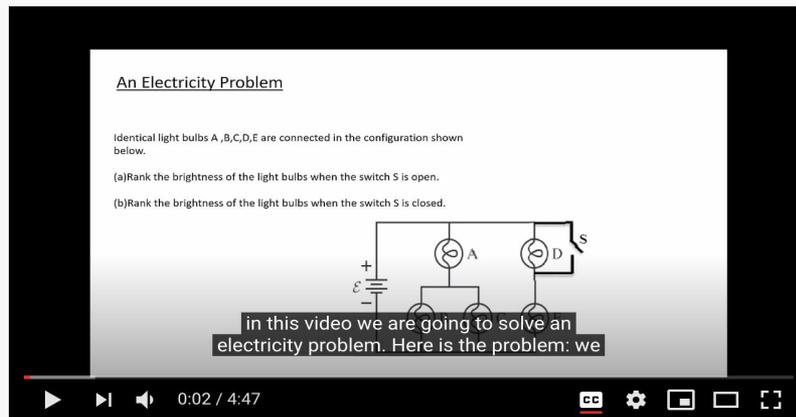 An Electricity Problem
Identical light bulbs A ,B,C,D,E are connected in the configuration shown
below.
(a)Rank the brightness of the light bulbs when the switch S is open.
(b)Rank the brightness of the light bulbs when the switch S is closed.
S
A
D
+
ε
−
in this video we are going to solve an
electricity problem. Here is the problem: we
0:02 / 4:47
CC